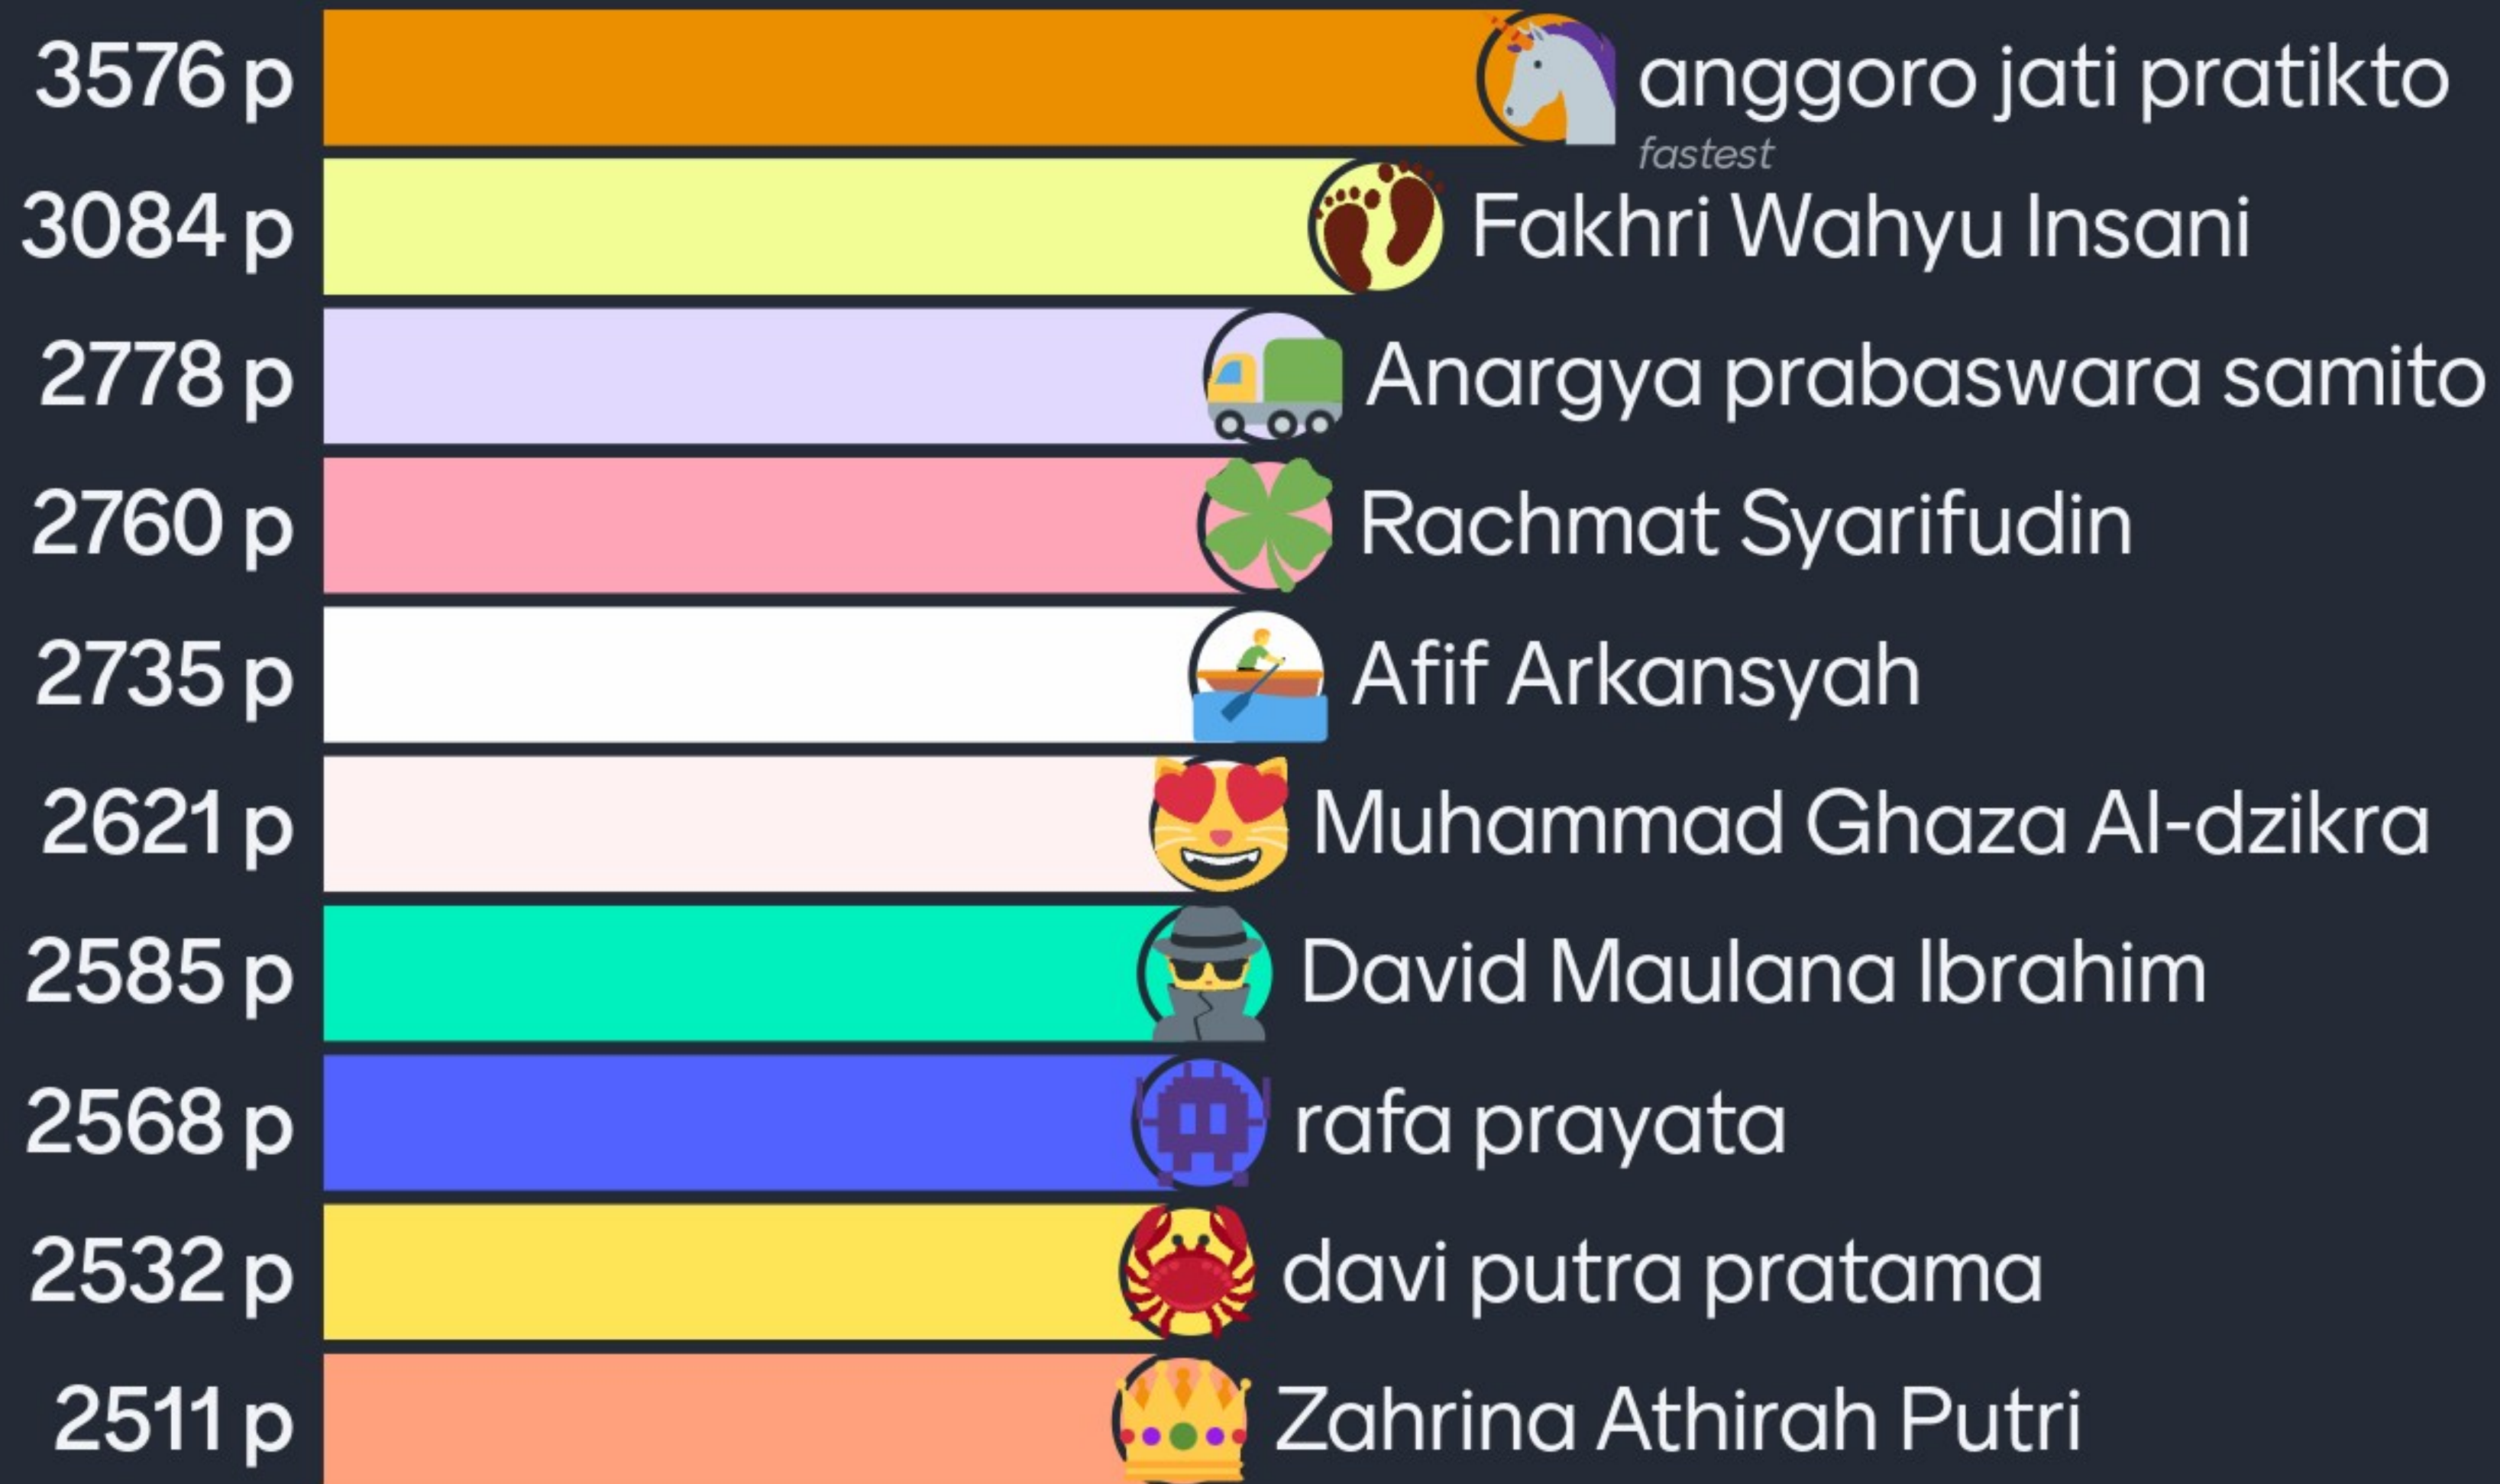 3576 p anggoro jati pratikto
fastest
3084 p Fakhri Wahyu Insani
2778 p Anargya prabaswara samito
2760 p Rachmat Syarifudin
2735 p Afif Arkansyah
2621 p Muhammad Ghaza Al-dzikra
2585 p David Maulana Ibrahim
2568 p rafa prayata
2532 p davi putra pratama
2511 p Zahrina Athirah Putri